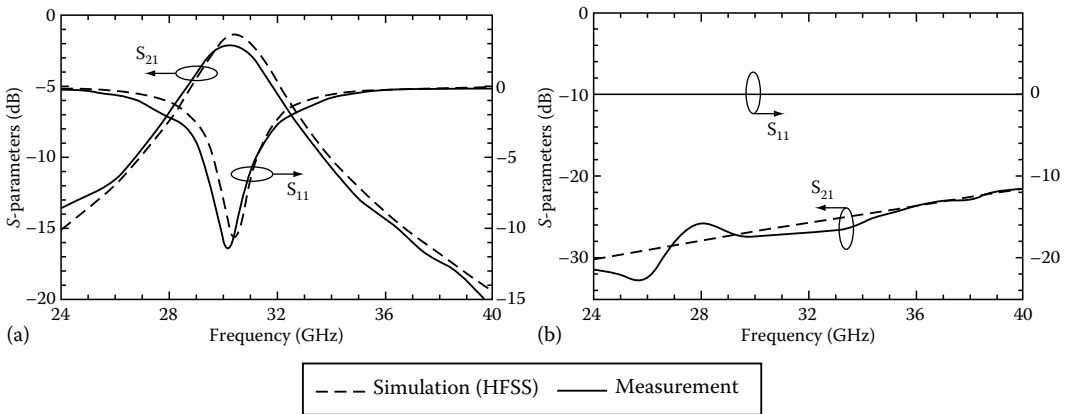 0
−5
−10
−15
−20
S-parameters (dB)
S21
S11
0
−5
−10
−15
24 28 32 36 40
(a) Frequency (GHz)
−10
−10
−20
−30
S-parameters (dB)
S11
S21
10
0
−10
−20
24 28 32 36 40
(b) Frequency (GHz)
Simulation (HFSS) Measurement